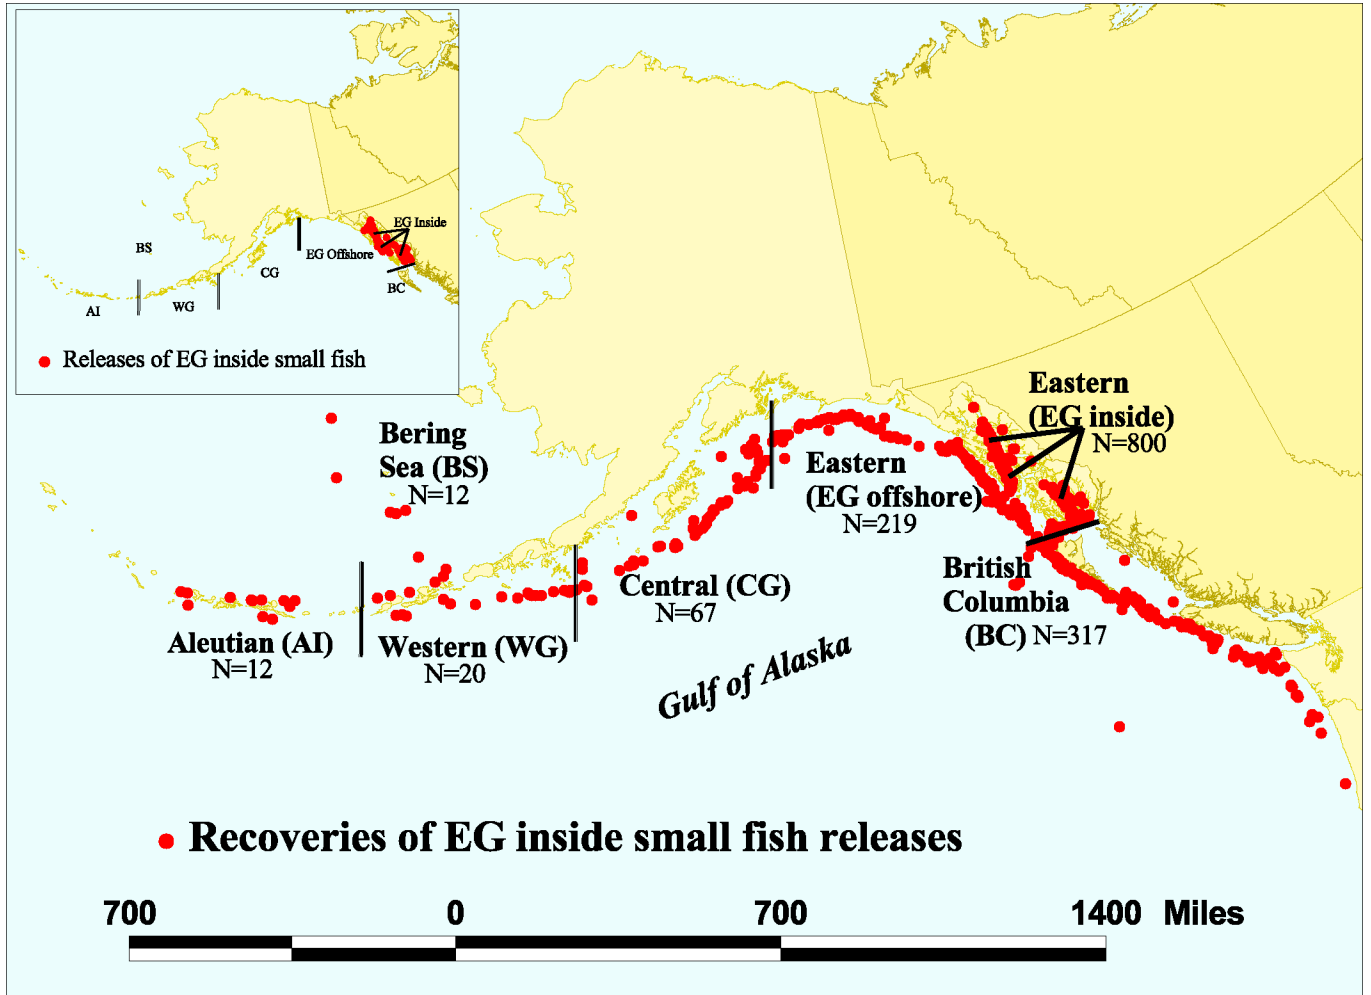 EG Inside
BS
EG Offshore
CG
BC
AI
WG
Releases of EG inside small fish
Eastern
(EG inside)
N=800
Bering
Sea (BS)
N=12
Eastern
(EG offshore)
N=219
British
Columbia
(BC) N=317
Central (CG)
N=67
Aleutian (AI)
N=12
Western (WG)
N=20
Gulf of Alaska
Recoveries of EG inside small fish releases
700 0 700 1400 Miles